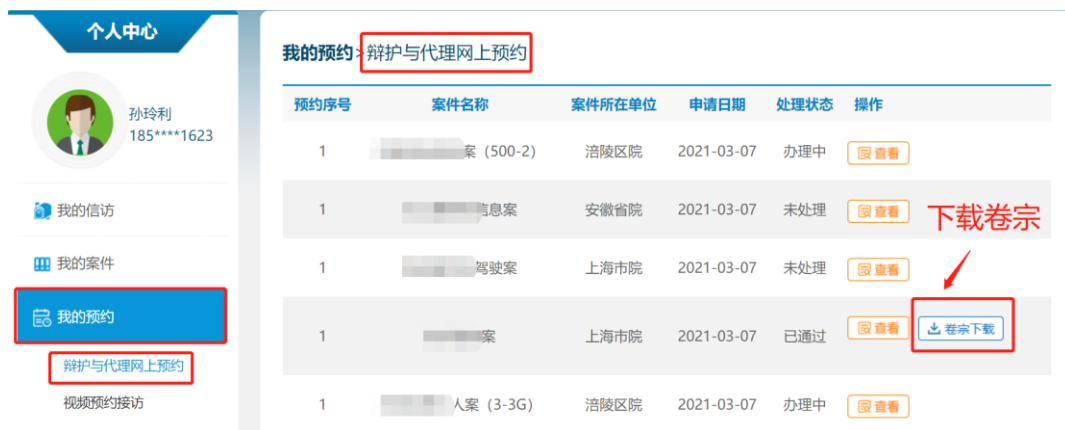 个人中心
孙玲利
185****1623
我的信访
我的案件
我的预约
辩护与代理网上预约
视频预约接访
我的预约>辩护与代理网上预约
预约序号 案件名称 案件所在单位 申请日期 处理状态 操作
1 案（500-2） 涪陵区院 2021-03-07 办理中 查看
1 信息案 安徽省院 2021-03-07 未处理 查看
下载卷宗
1 驾驶案 上海市院 2021-03-07 未处理 查看
1 案 上海市院 2021-03-07 已通过 查看 卷宗下载
1 人案（3-3G） 涪陵区院 2021-03-07 办理中 查看